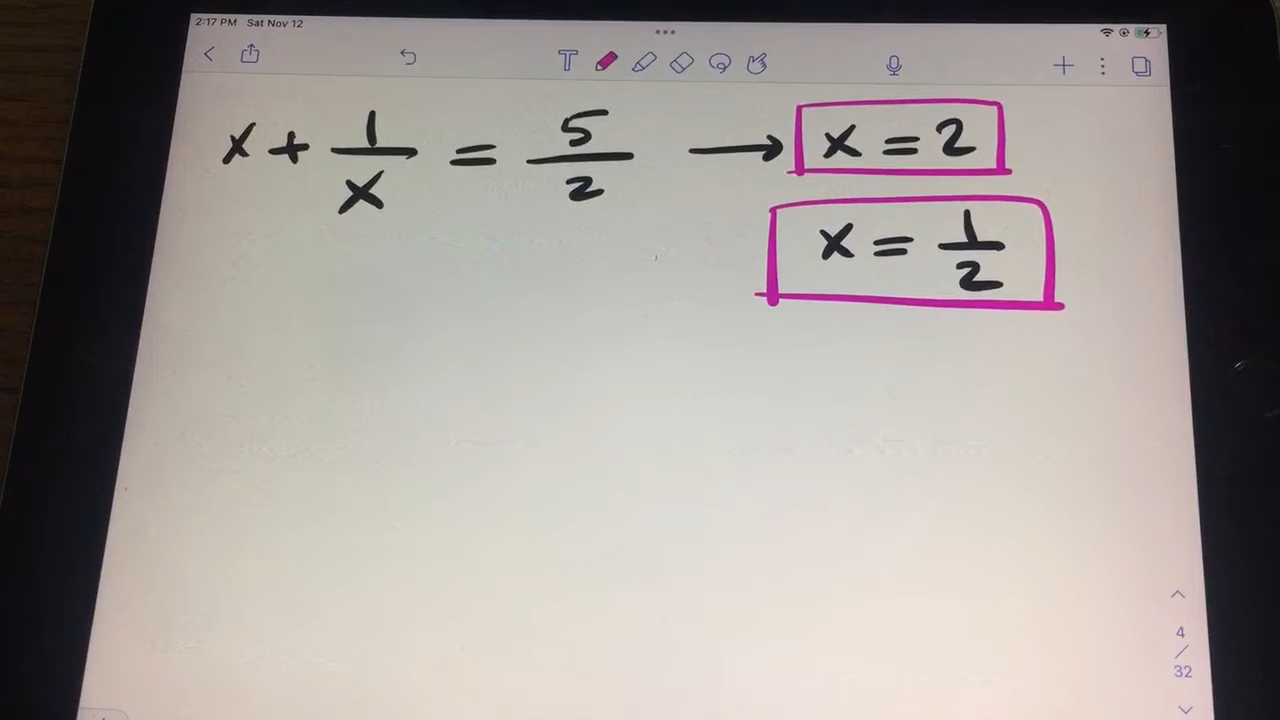 2:17 PM Sat Nov 12
T
x + 1/x = 5/2 → x = 2
x = 1/2
4
/
32